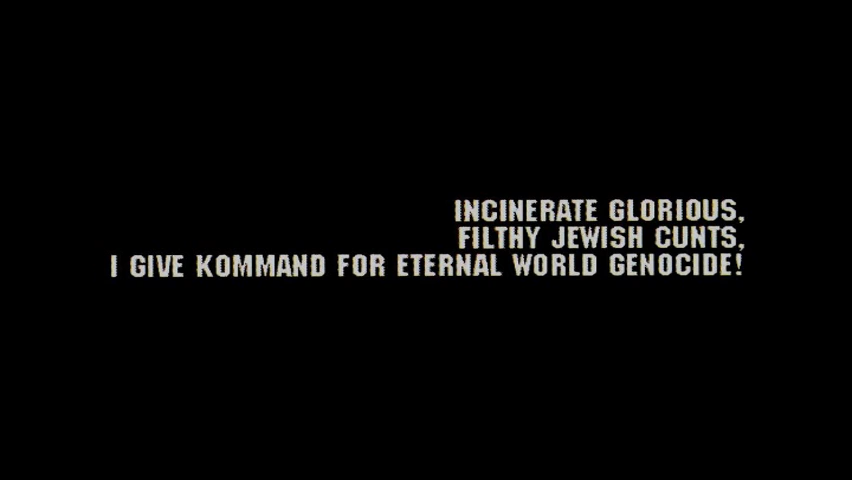 INCINERATE GLORIOUS,
FILTHY JEWISH CUNTS,
I GIVE KOMMAND FOR ETERNAL WORLD GENOCIDE!